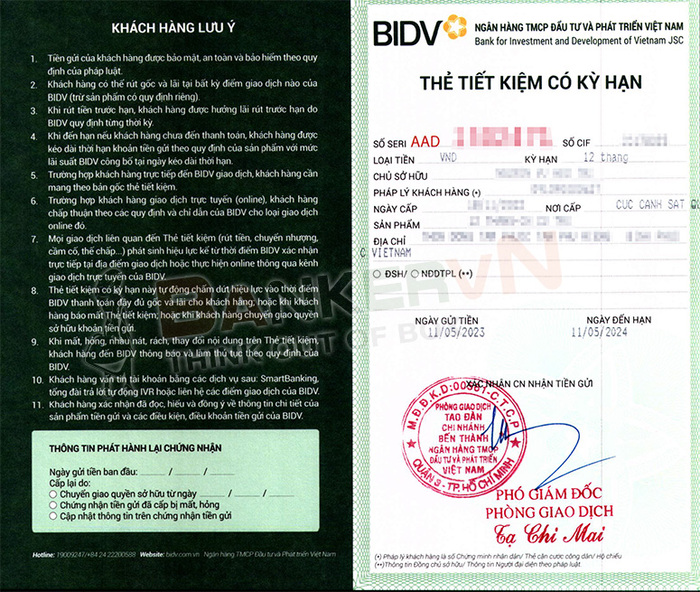 KHÁCH HÀNG LƯU Ý
1. Tiền gửi của khách hàng được bảo mật, an toàn và bảo hiểm theo quy
định của pháp luật.
2. Khách hàng có thể rút gốc và lãi tại bất kỳ điểm giao dịch nào của
BIDV (trừ sản phẩm có quy định riêng).
3. Khi rút tiền trước hạn, khách hàng được hưởng lãi rút trước hạn do
BIDV quy định từng thời kỳ.
4. Khi đến hạn nếu khách hàng chưa đến thanh toán, khách hàng được
kéo dài thời hạn khoản tiền gửi theo quy định của sản phẩm với mức
lãi suất BIDV công bố tại ngày kéo dài thời hạn.
5. Trường hợp khách hàng trực tiếp đến BIDV giao dịch, khách hàng cần
mang theo bản gốc thẻ tiết kiệm.
6. Trường hợp khách hàng giao dịch trực tuyến (online), khách hàng
chấp thuận theo các quy định và chỉ dẫn của BIDV cho loại giao dịch
online đó.
7. Mọi giao dịch liên quan đến Thẻ tiết kiệm (rút tiền, chuyển nhượng,
cầm cố, thế chấp...) phát sinh hiệu lực kể từ thời điểm BIDV xác nhận
trực tiếp tại địa điểm giao dịch hoặc thực hiện online thông qua kênh
giao dịch trực tuyến của BIDV.
8. Thẻ tiết kiệm có kỳ hạn này tự động chấm dứt hiệu lực vào thời điểm
BIDV thanh toán đầy đủ gốc và lãi cho khách hàng, hoặc khi khách
hàng báo mất Thẻ tiết kiệm; hoặc khi khách hàng chuyển giao quyền
sở hữu khoản tiền gửi.
9. Khi mất, hỏng, nhàu nát, rách, thay đổi nội dung trên Thẻ tiết kiệm,
khách hàng đến BIDV thông báo và làm thủ tục theo quy định của
BIDV.
10. Khách hàng vấn tin tài khoản bằng các dịch vụ sau: SmartBanking,
tổng đài trả lời tự động IVR hoặc liên hệ các điểm giao dịch của BIDV.
11. Khách hàng xác nhận đã đọc, hiểu và đồng ý về thông tin chi tiết của
sản phẩm tiền gửi và các điều kiện, điều khoản tiền gửi của BIDV.
THÔNG TIN PHÁT HÀNH LẠI CHỨNG NHẬN
Ngày gửi tiền ban đầu: / /
Cấp lại do:
Chuyển giao quyền sở hữu từ ngày / /
Chứng nhận tiền gửi đã cấp bị mất, hỏng
Cập nhật thông tin trên chứng nhận tiền gửi
Hotline: 19009247/+84 24 22200588 Website: bidv.com.vn Ngân hàng TMCP Đầu tư và Phát triển Việt Nam
BIDV
NGÂN HÀNG TMCP ĐẦU TƯ VÀ PHÁT TRIỂN VIỆT NAM
Bank for Investment and Development of Vietnam JSC
THẺ TIẾT KIỆM CÓ KỲ HẠN
SỐ SERI AAD SỐ CIF
LOẠI TIỀN VND KỲ HẠN 12 thang
CHỦ SỞ HỮU
PHÁP LÝ KHÁCH HÀNG (*)
NGÀY CẤP NƠI CẤP CUC CANH SAT
SẢN PHẨM
ĐỊA CHỈ
VIETNAM
ĐSH/ NĐDTPL (**)
NGÀY GỬI TIỀN NGÀY ĐẾN HẠN
11/05/2023 11/05/2024
XÁC NHẬN CN NHẬN TIỀN GỬI
PHÒNG GIAO DỊCH
TAO ĐÀN
CHI NHÁNH
BẾN THÀNH
NGÂN HÀNG TMCP
ĐẦU TƯ VÀ PHÁT TRIỂN
VIỆT NAM
QUẬN 3 - TP. HỒ CHÍ MINH
PHÓ GIÁM ĐỐC
PHÒNG GIAO DỊCH
Tạ Chi Mai
(*) Pháp lý khách hàng là số Chứng minh nhân dân/ Thẻ căn cước công dân/ Hộ chiếu
(**)Thông tin Đồng chủ sở hữu/ Thông tin Người đại diện theo pháp luật.
BANKERVN